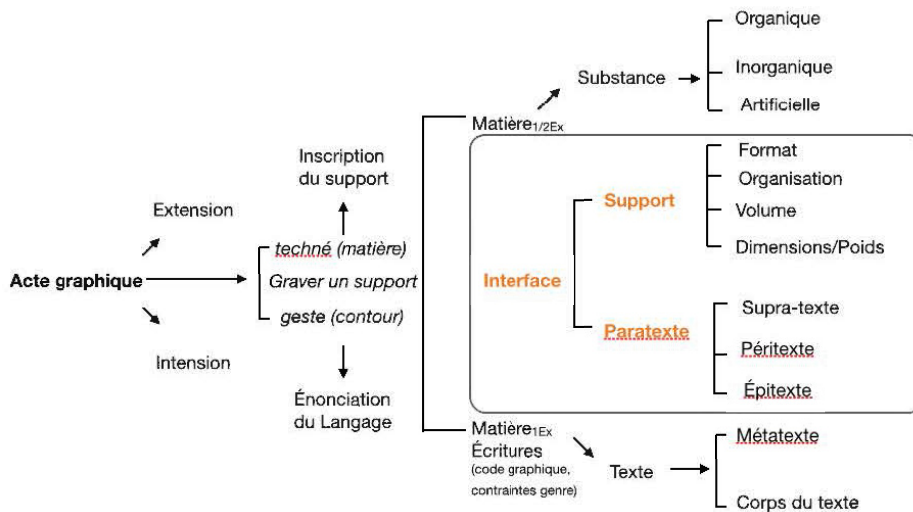 Acte graphique
Extension
Intension
Inscription
du support
techné (matière)
Graver un support
geste (contour)
Énonciation
du Langage
Matière1/2Ex
Substance
Organique
Inorganique
Artificielle
Interface
Support
Format
Organisation
Volume
Dimensions/Poids
Paratexte
Supra-texte
Péritexte
Épitexte
Matière1Ex
Écritures
(code graphique,
contraintes genre)
Texte
Métatexte
Corps du texte